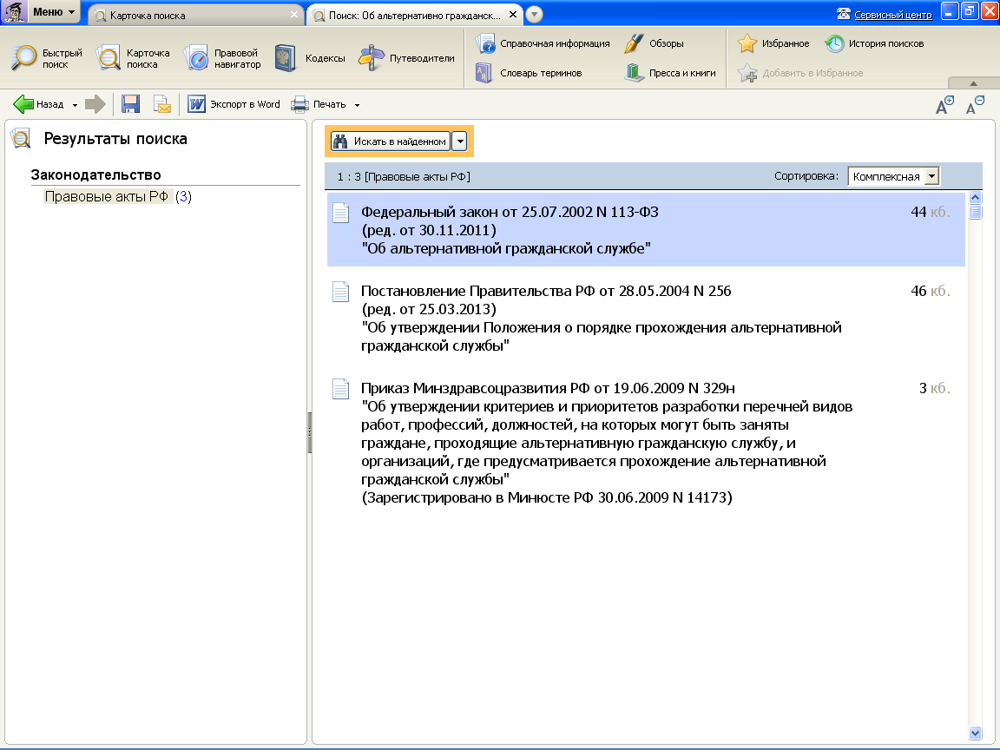 Меню
Карточка поиска
Поиск: Об альтернативно гражданск...
Сервисный центр
Быстрый
поиск
Карточка
поиска
Правовой
навигатор
Кодексы
Путеводители
Справочная информация
Словарь терминов
Обзоры
Пресса и книги
Избранное
Добавить в Избранное
История поисков
Назад
Экспорт в Word
Печать
Результаты поиска
Законодательство
Правовые акты РФ (3)
Искать в найденном
1 : 3 [Правовые акты РФ]
Сортировка: Комплексная
Федеральный закон от 25.07.2002 N 113-ФЗ 44 кб.
(ред. от 30.11.2011)
"Об альтернативной гражданской службе"
Постановление Правительства РФ от 28.05.2004 N 256 46 кб.
(ред. от 25.03.2013)
"Об утверждении Положения о порядке прохождения альтернативной
гражданской службы"
Приказ Минздравсоцразвития РФ от 19.06.2009 N 329н 3 кб.
"Об утверждении критериев и приоритетов разработки перечней видов
работ, профессий, должностей, на которых могут быть заняты
граждане, проходящие альтернативную гражданскую службу, и
организаций, где предусматривается прохождение альтернативной
гражданской службы"
(Зарегистрировано в Минюсте РФ 30.06.2009 N 14173)